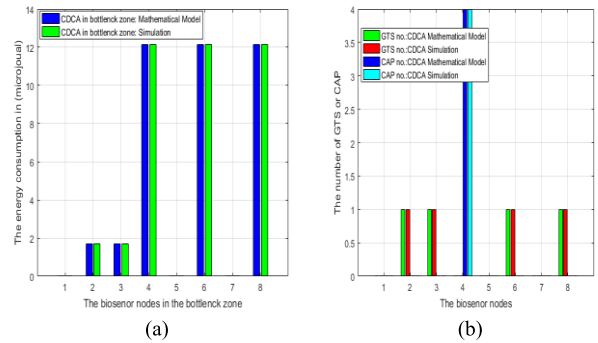 CDCA in bottlenck zone: Mathematical Model
CDCA in bottlenck zone: Simulation
The energy consumption in (microjoual)
14
12
10
8
6
4
2
0
1 2 3 4 5 6 7 8
The biosenor nodes in the bottlenck zone
(a)
GTS no.:CDCA Mathematical Model
GTS no.:CDCA Simulation
CAP no.:CDCA Mathematical Model
CAP no.:CDCA Simulation
The number of GTS or CAP
4
3.5
3
2.5
2
1.5
1
0.5
0
1 2 3 4 5 6 7 8
The biosenor nodes
(b)